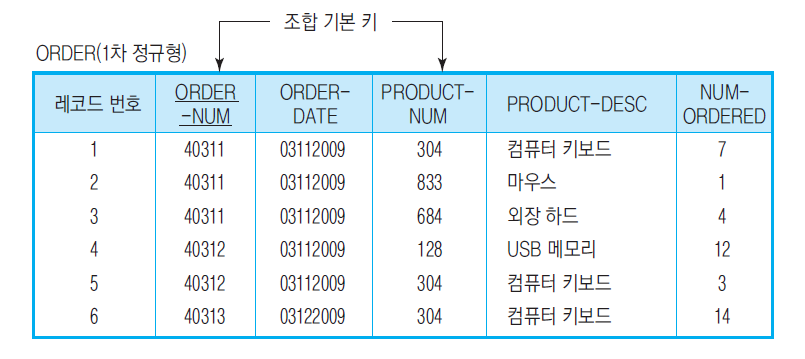 조합 기본 키
ORDER(1차 정규형)
레코드 번호 ORDER-NUM ORDER-DATE PRODUCT-NUM PRODUCT-DESC NUM-ORDERED
1 40311 03112009 304 컴퓨터 키보드 7
2 40311 03112009 833 마우스 1
3 40311 03112009 684 외장 하드 4
4 40312 03112009 128 USB 메모리 12
5 40312 03112009 304 컴퓨터 키보드 3
6 40313 03122009 304 컴퓨터 키보드 14